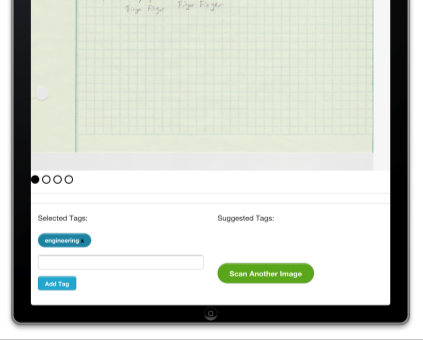 Selected Tags:
Suggested Tags:
engineering
Add Tag
Scan Another Image